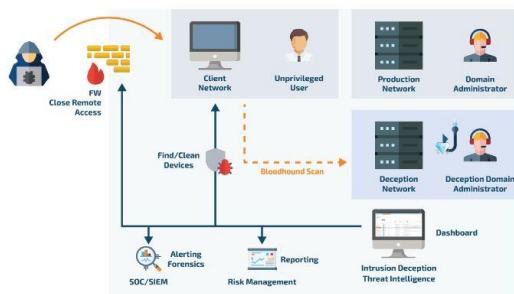 Client
Network
Unprivileged
User
Production
Network
Domain
Administrator
FW
Close Remote
Access
Find/Clean
Devices
Bloodhound Scan
Deception
Network
Deception Domain
Administrator
Alerting
Forensics
SOC/SIEM
Reporting
Risk Management
Dashboard
Intrusion Deception
Threat Intelligence